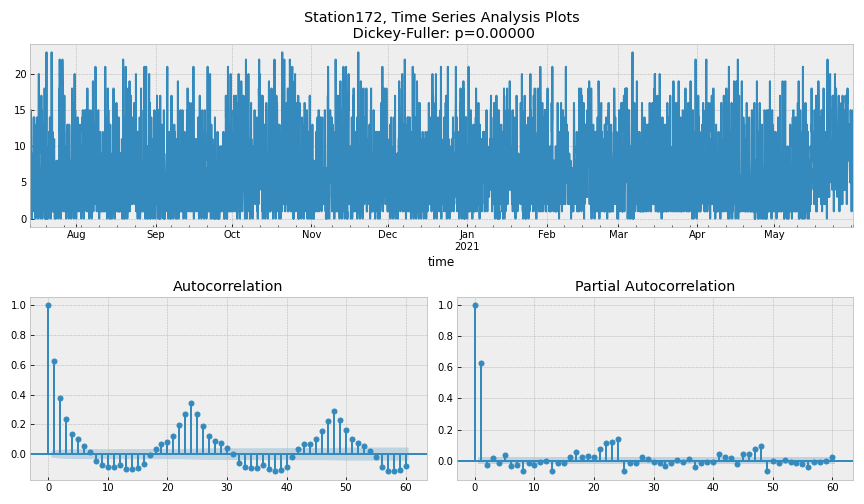 Station172, Time Series Analysis Plots
Dickey-Fuller: p=0.00000
20
15
10
5
0
Aug Sep Oct Nov Dec Jan Feb Mar Apr May
2021
time
Autocorrelation Partial Autocorrelation
1.0 1.0
0.8 0.8
0.6 0.6
0.4 0.4
0.2 0.2
0.0 0.0
0 10 20 30 40 50 60 0 10 20 30 40 50 60